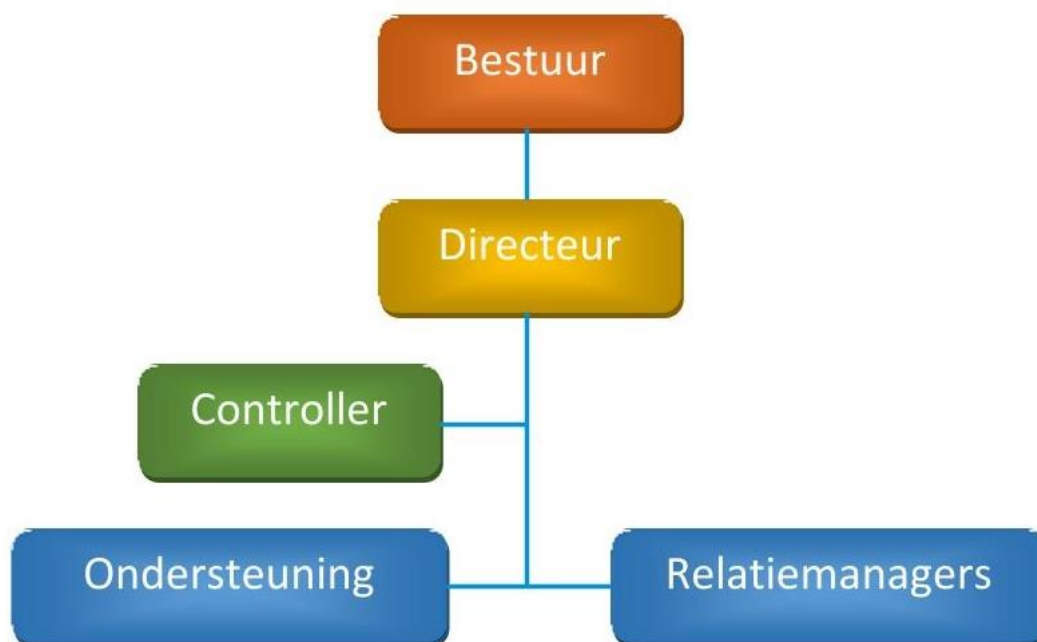 Bestuur
Directeur
Controller
Ondersteuning
Relatiemanagers